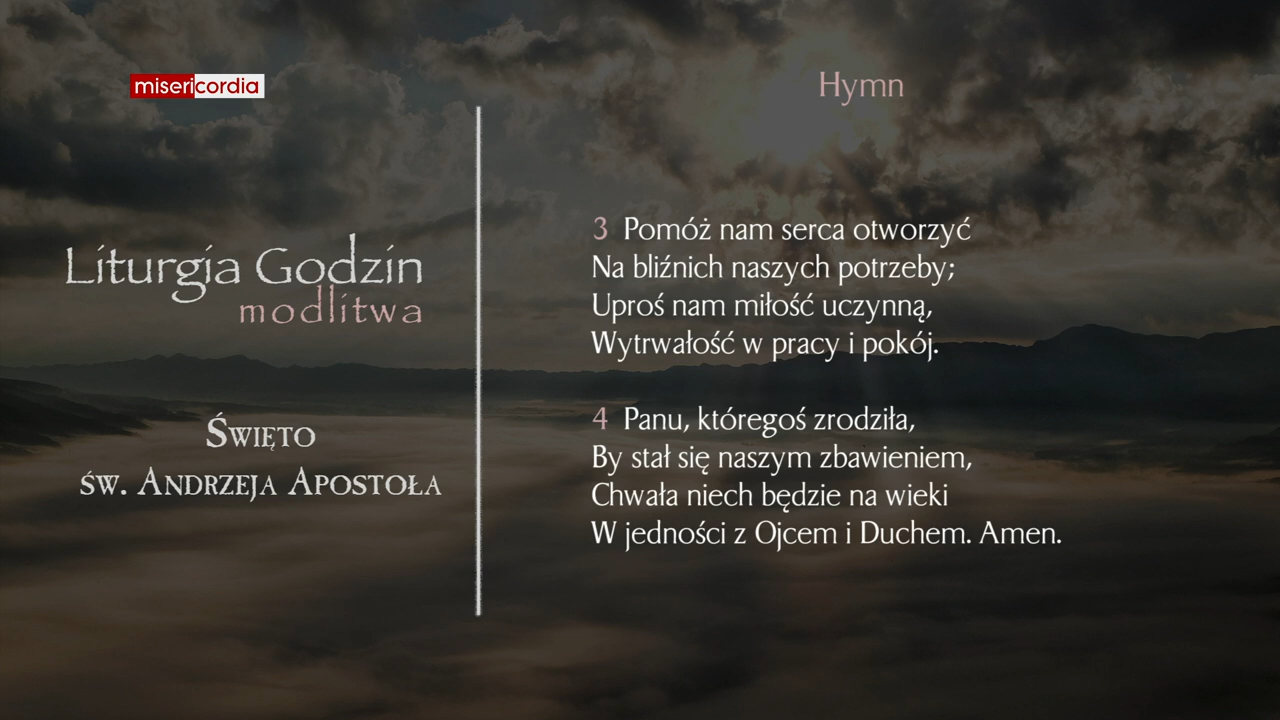 misericordia
Liturgia Godzin
modlitwa
Święto
św. Andrzeja Apostoła
Hymn
3 Pomóż nam serca otworzyć
Na bliźnich naszych potrzeby;
Uproś nam miłość uczynną,
Wytrwałość w pracy i pokój.
4 Panu, któregoś zrodziła,
By stał się naszym zbawieniem,
Chwała niech będzie na wieki
W jedności z Ojcem i Duchem. Amen.